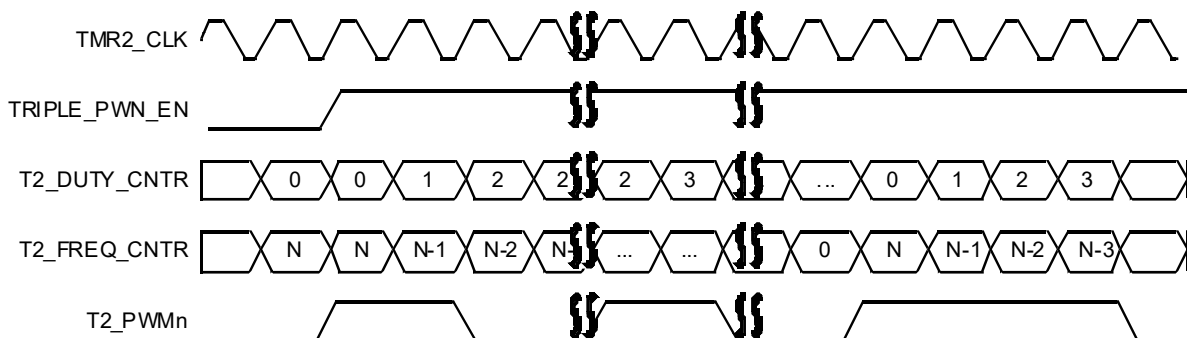 TMR2_CLK
TRIPLE_PWN_EN
T2_DUTY_CNTR 0 0 1 2 2 2 3 ... 0 1 2 3
T2_FREQ_CNTR N N N-1 N-2 N- ... ... 0 N N-1 N-2 N-3
T2_PWMn